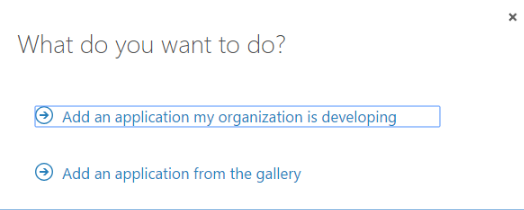 What do you want to do?
Add an application my organization is developing
Add an application from the gallery